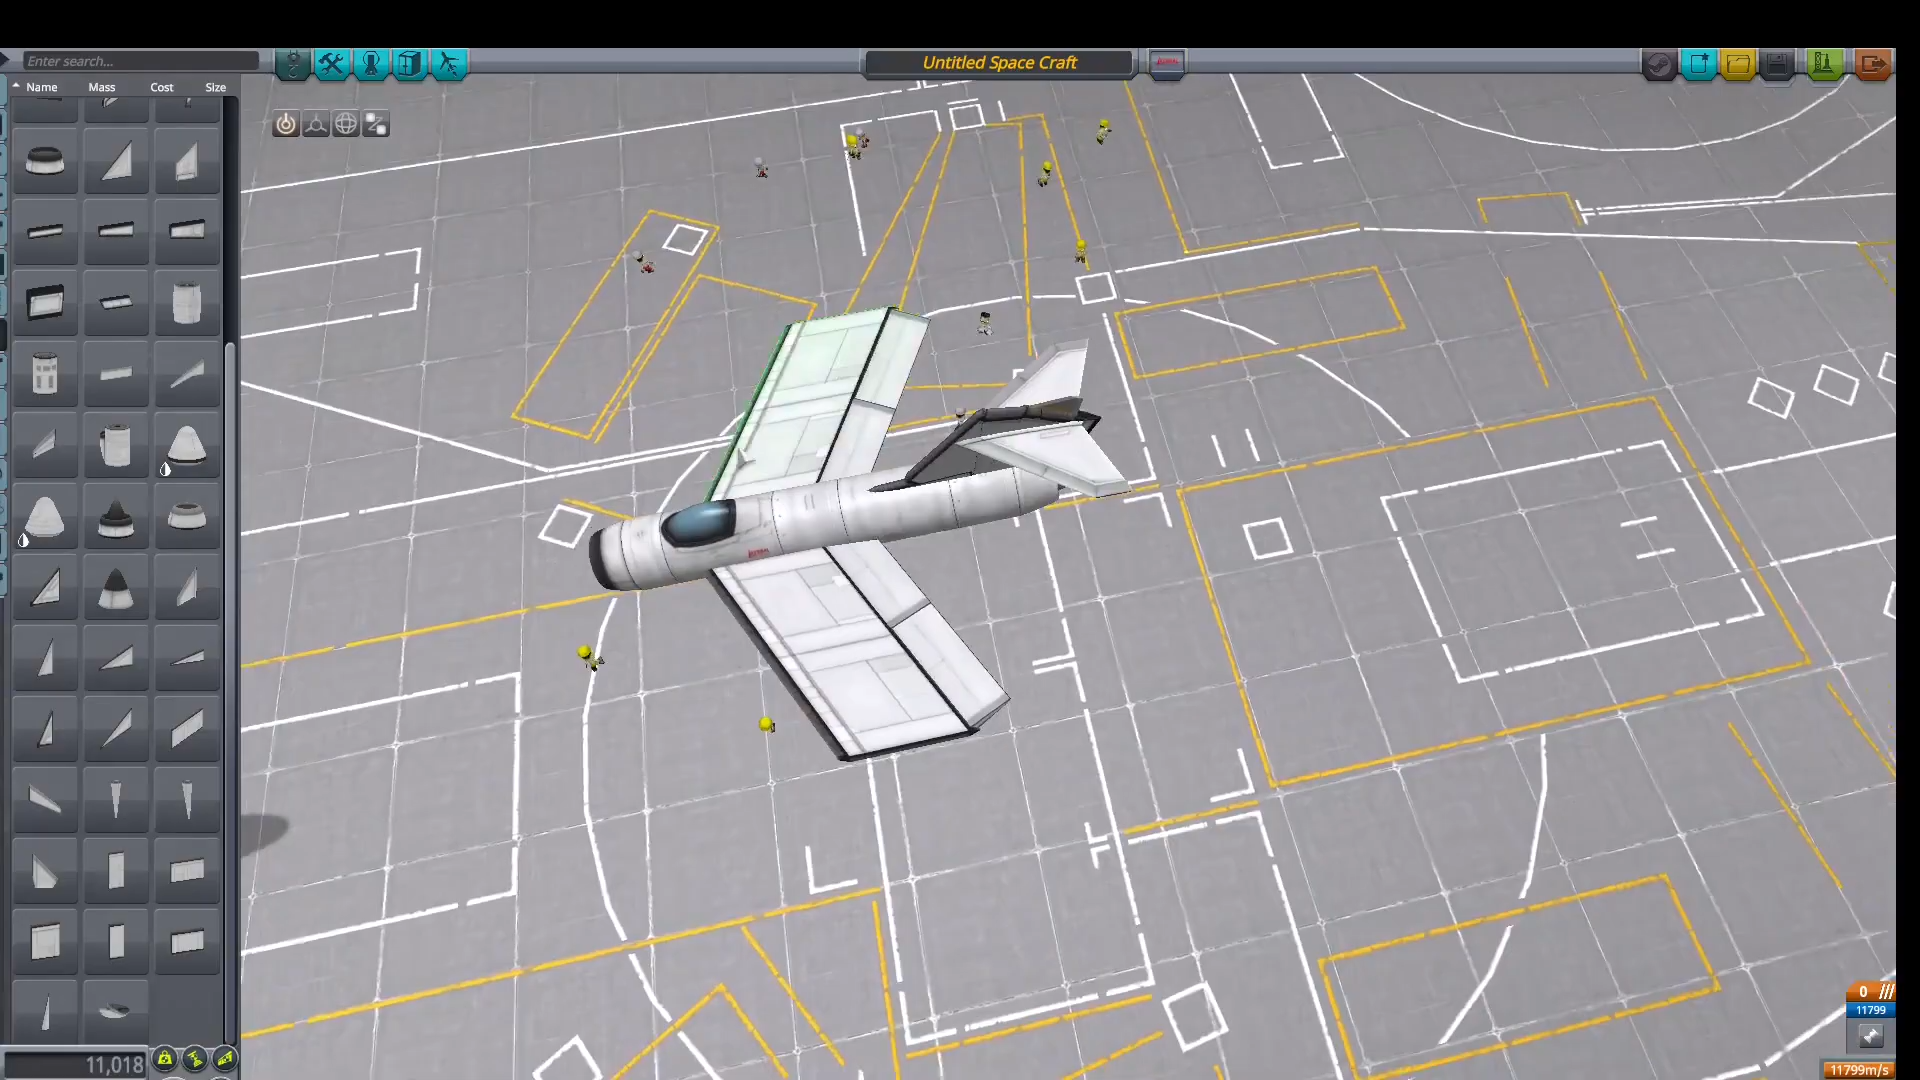 Enter search...
Untitled Space Craft
Name Mass Cost Size
0
11799
11,018
11799m/s